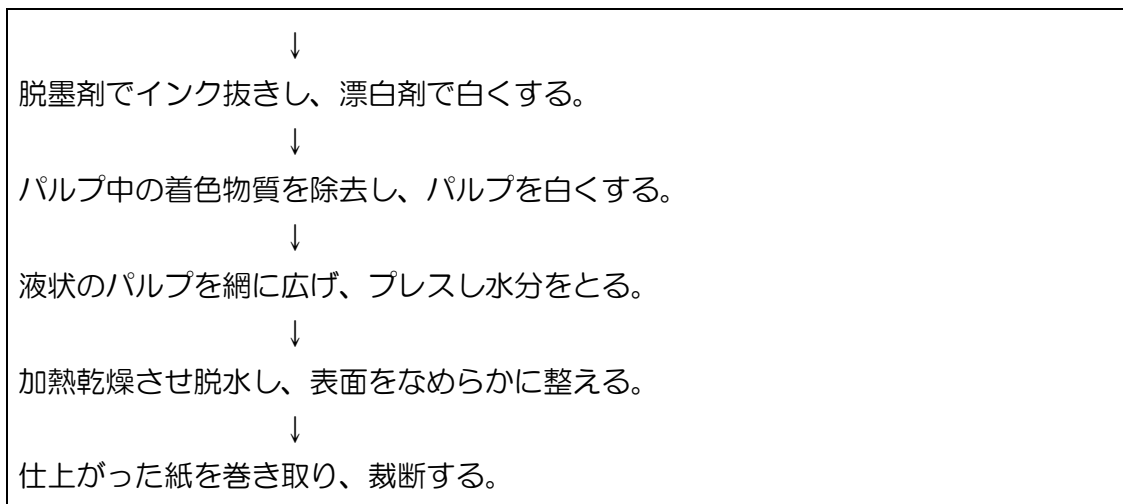 ↓
脱墨剤でインク抜きし、漂白剤で白くする。
↓
パルプ中の着色物質を除去し、パルプを白くする。
↓
液状のパルプを網に広げ、プレスし水分をとる。
↓
加熱乾燥させ脱水し、表面をなめらかに整える。
↓
仕上がった紙を巻き取り、裁断する。